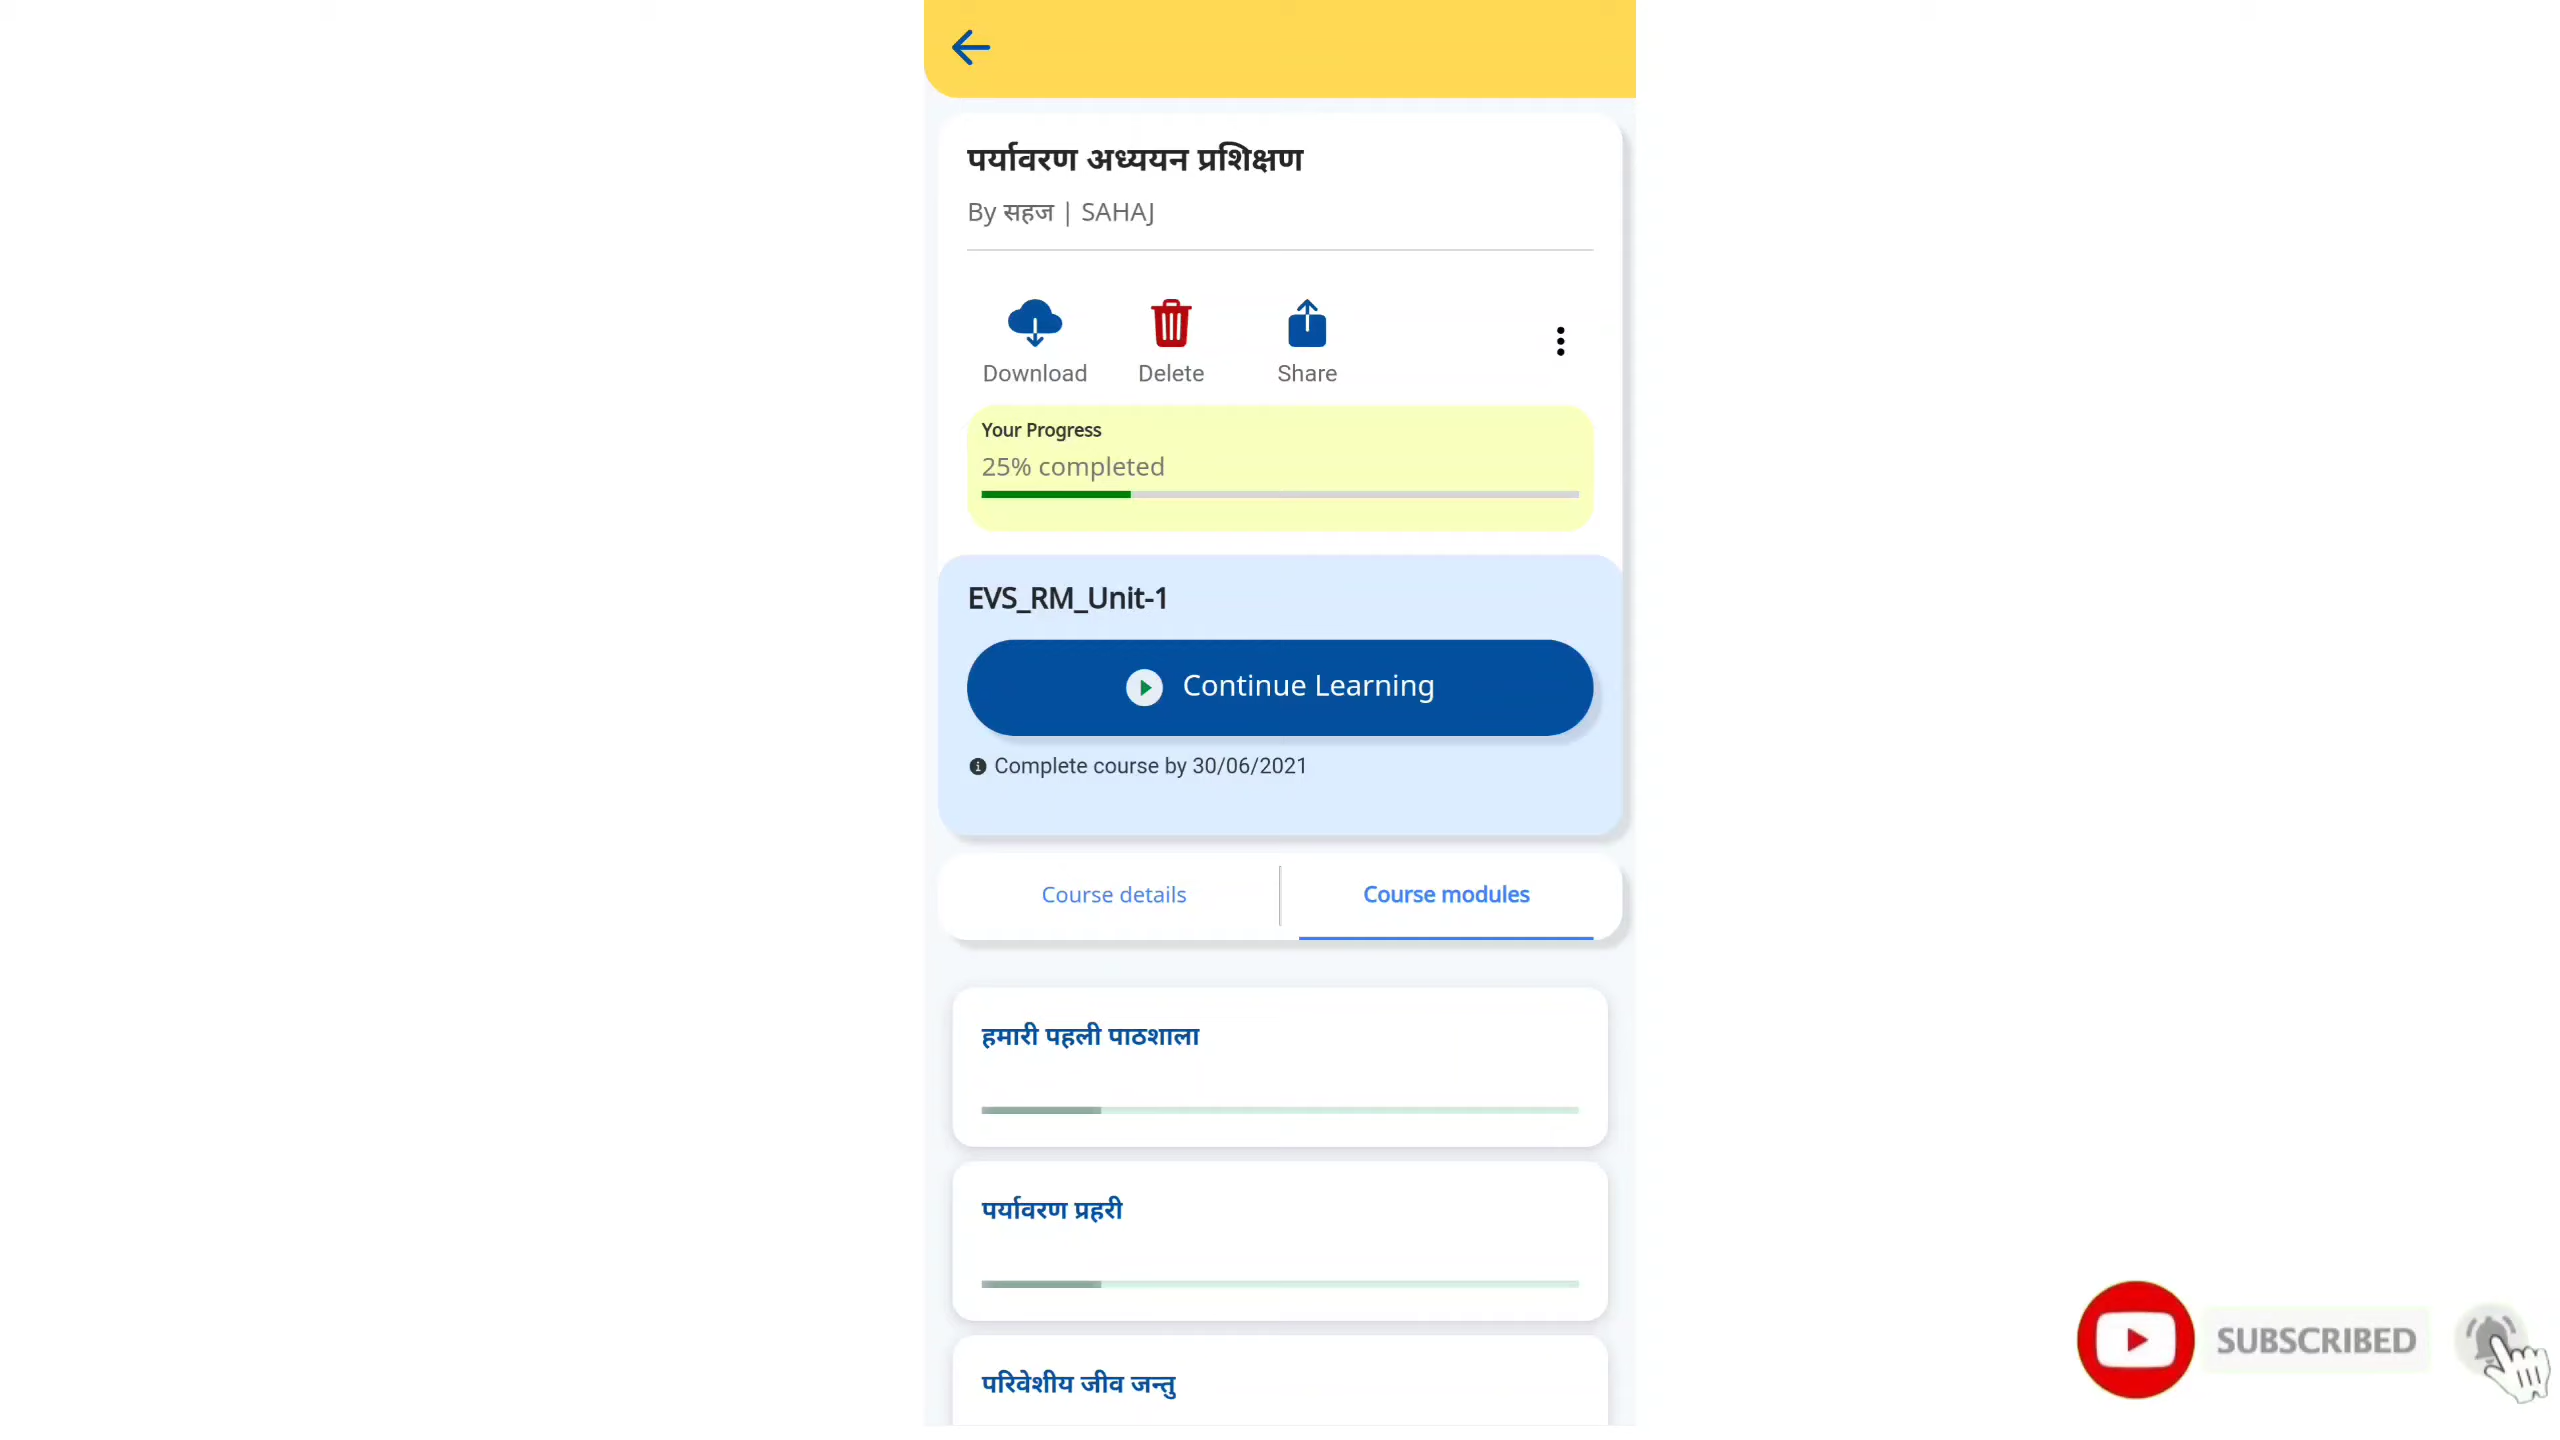 पर्यावरण अध्ययन प्रशिक्षण
By सहज | SAHAJ
Download
Delete
Share
Your Progress
25% completed
EVS_RM_Unit-1
Continue Learning
Complete course by 30/06/2021
Course details
Course modules
हमारी पहली पाठशाला
पर्यावरण प्रहरी
परिवेशीय जीव जन्तु
SUBSCRIBED